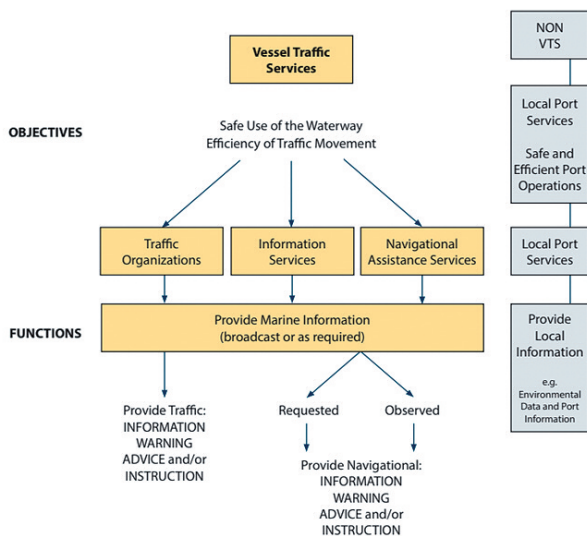 Vessel Traffic
Services
OBJECTIVES
Safe Use of the Waterway
Efficiency of Traffic Movement
Traffic
Organizations
Information
Services
Navigational
Assistance Services
FUNCTIONS
Provide Marine Information
(broadcast or as required)
Provide Traffic:
INFORMATION
WARNING
ADVICE and/or
INSTRUCTION
Requested
Observed
Provide Navigational:
INFORMATION
WARNING
ADVICE and/or
INSTRUCTION
NON
VTS
Local Port
Services
Safe and
Efficient Port
Operations
Local Port
Services
Provide
Local
Information
e.g.
Environmental
Data and Port
Information